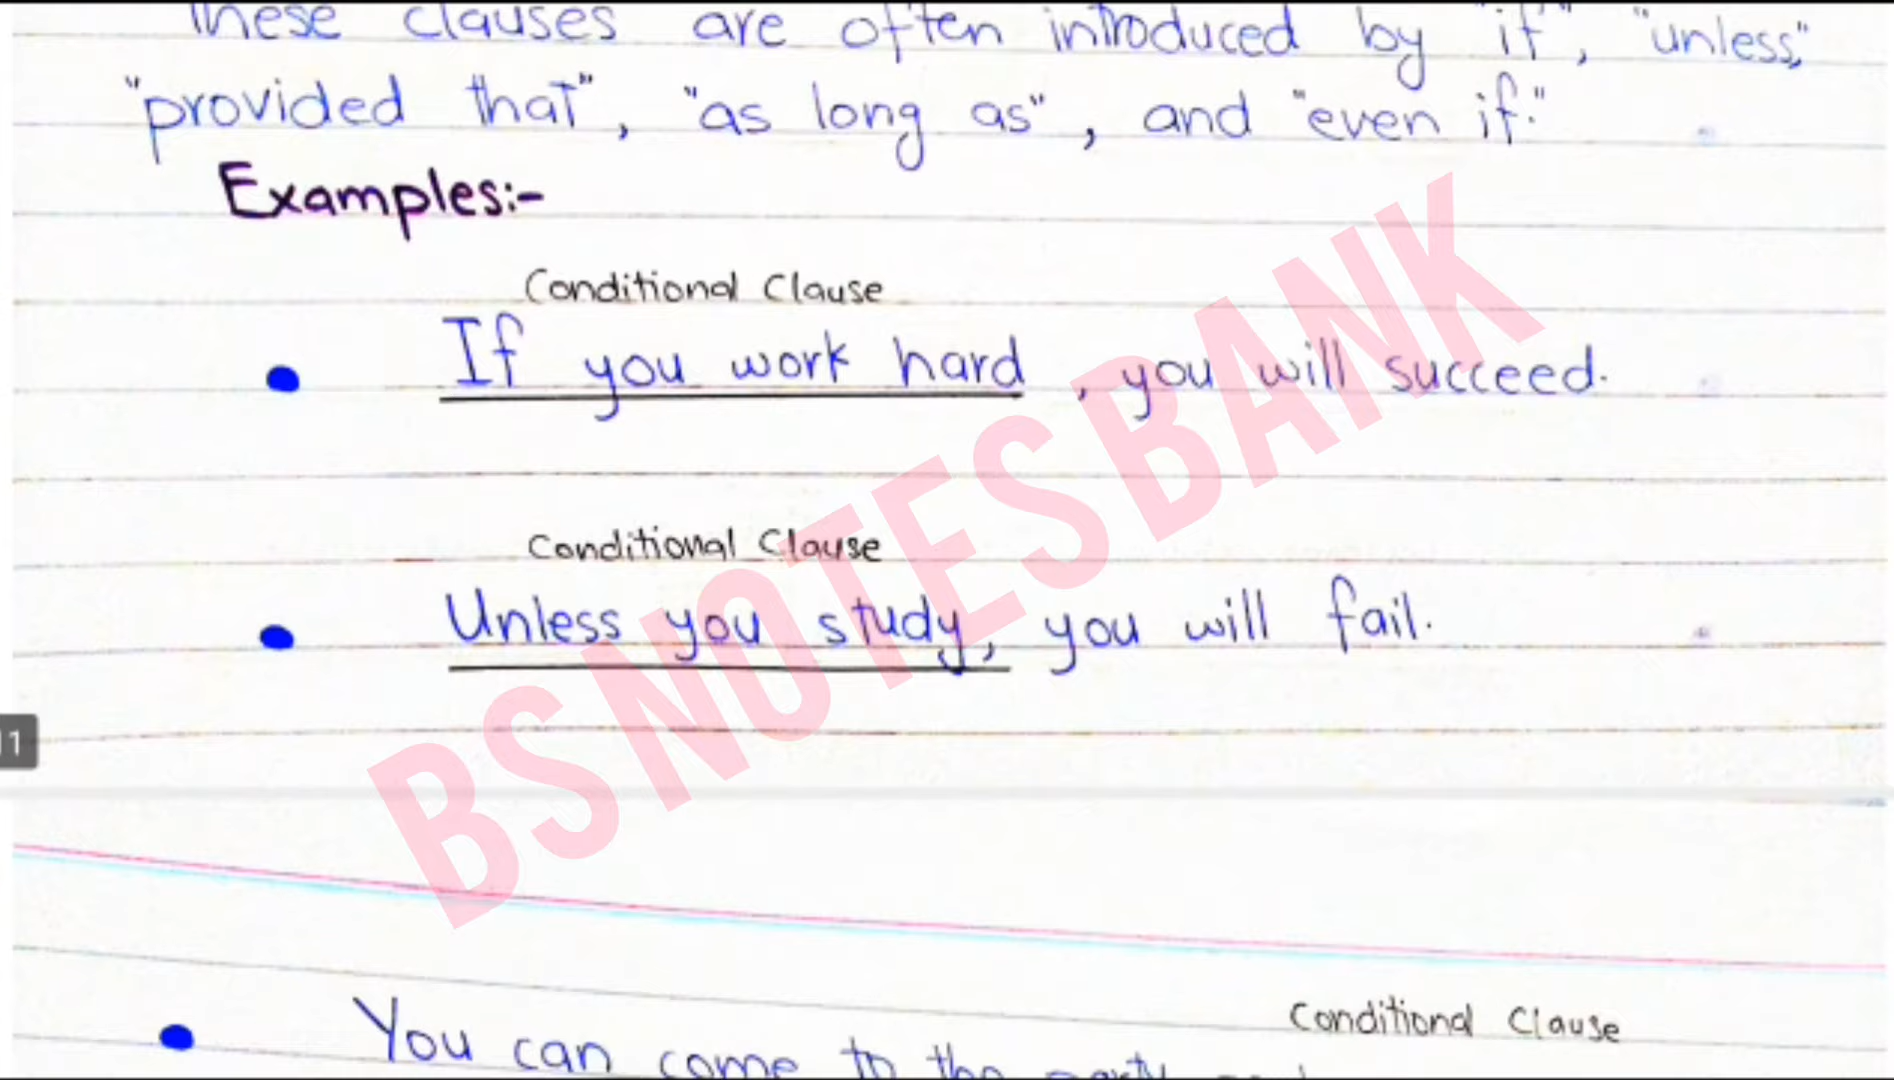 These clauses are often introduced by "if", "unless,"
"provided that", "as long as", and "even if."
Examples:-
Conditional Clause
If you work hard, you will succeed.
Conditional Clause
Unless you study, you will fail.
11
Conditional Clause
You can come to the party
BSNOTESBANK